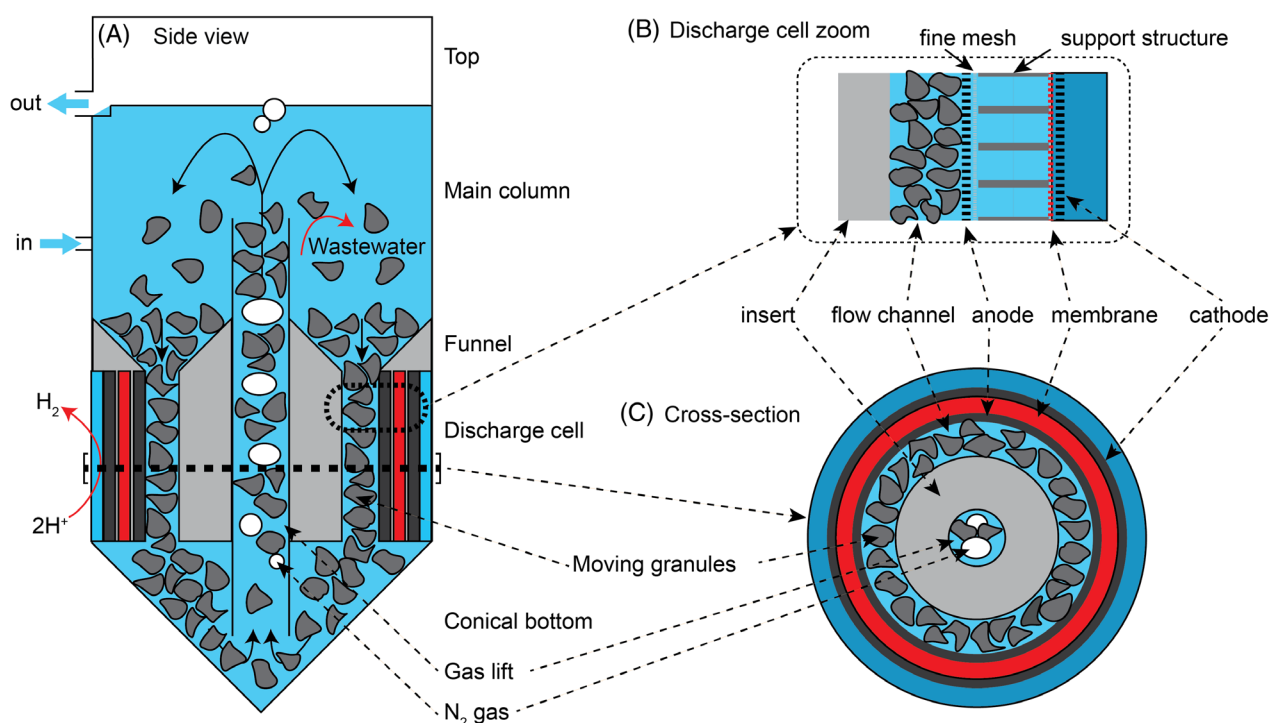 (A) Side view
Top
out
Main column
in
Wastewater
Funnel
H₂
Discharge cell
2H⁺
Moving granules
Conical bottom
Gas lift
N₂ gas
(B) Discharge cell zoom
fine mesh
support structure
insert
flow channel
anode
membrane
cathode
(C) Cross-section